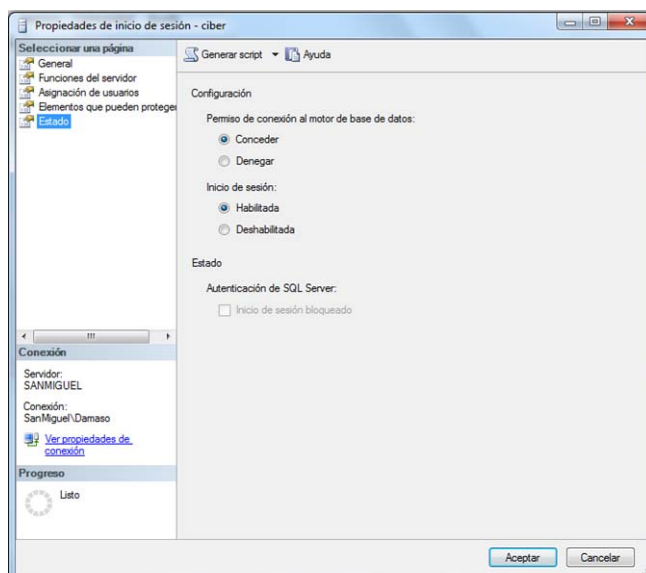 Propiedades de inicio de sesión - ciber
Seleccionar una página
General
Funciones del servidor
Asignación de usuarios
Elementos que pueden proteger
Estado
Generar script
Ayuda
Configuración
Permiso de conexión al motor de base de datos:
Conceder
Denegar
Inicio de sesión:
Habilitada
Deshabilitada
Estado
Autenticación de SQL Server:
Inicio de sesión bloqueado
Conexión
Servidor:
SANMIGUEL
Conexión:
SanMiguel\Damaso
Ver propiedades de
conexión
Progreso
Listo
Aceptar
Cancelar